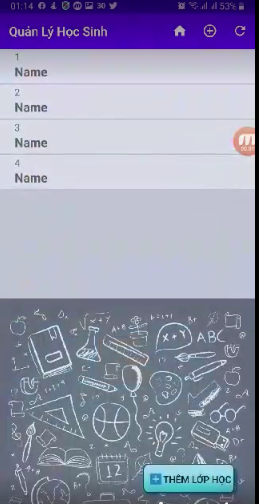 01:14 30 53%
Quản Lý Học Sinh
1
Name
2
Name
3
Name
4
Name
√x+y
x+y
ABC
12
THÊM LỚP HỌC